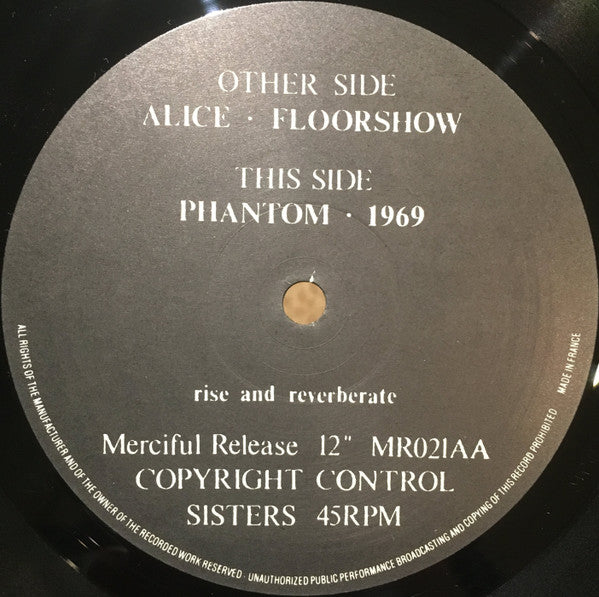 OTHER SIDE
ALICE · FLOORSHOW
THIS SIDE
PHANTOM · 1969
rise and reverberate
Merciful Release 12" MR021AA
COPYRIGHT CONTROL
SISTERS 45RPM
ALL RIGHTS OF THE MANUFACTURER AND OF THE OWNER OF THE RECORDED WORK RESERVED · UNAUTHORIZED PUBLIC PERFORMANCE BROADCASTING AND COPYING OF THIS RECORD PROHIBITED MADE IN FRANCE